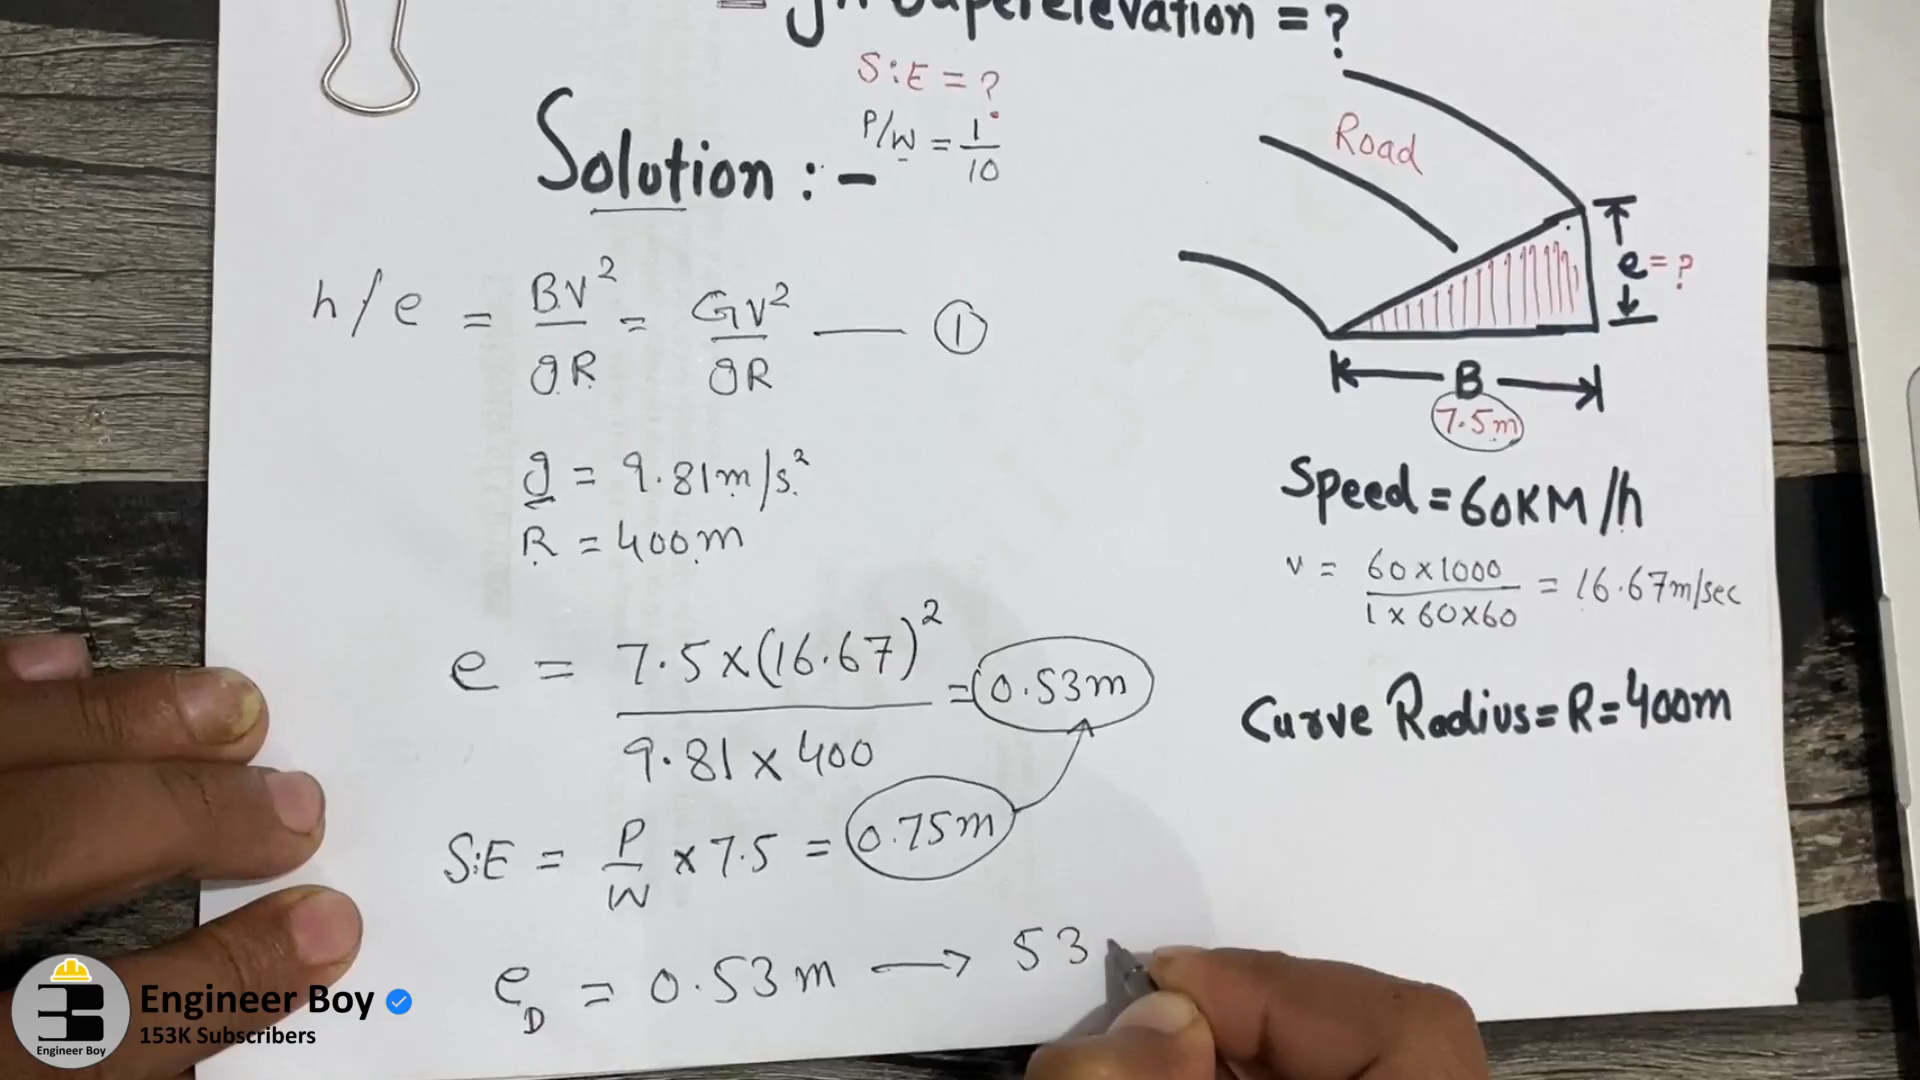 Superelevation = ?
S:E = ?
P/W = 1/10
Solution :-
h/e = BV²/gR = GV²/gR —— ①
g = 9.81m/s²
R = 400m
e = 7.5×(16.67)²/9.81 × 400 = 0.53m
S:E = P/W × 7.5 = 0.75m
e_D = 0.53m → 53
Road
e = ?
B
7.5m
Speed = 60KM/h
v = 60×1000/1 × 60×60 = 16.67m/sec
Curve Radius = R = 400m
Engineer Boy
153K Subscribers
Engineer Boy